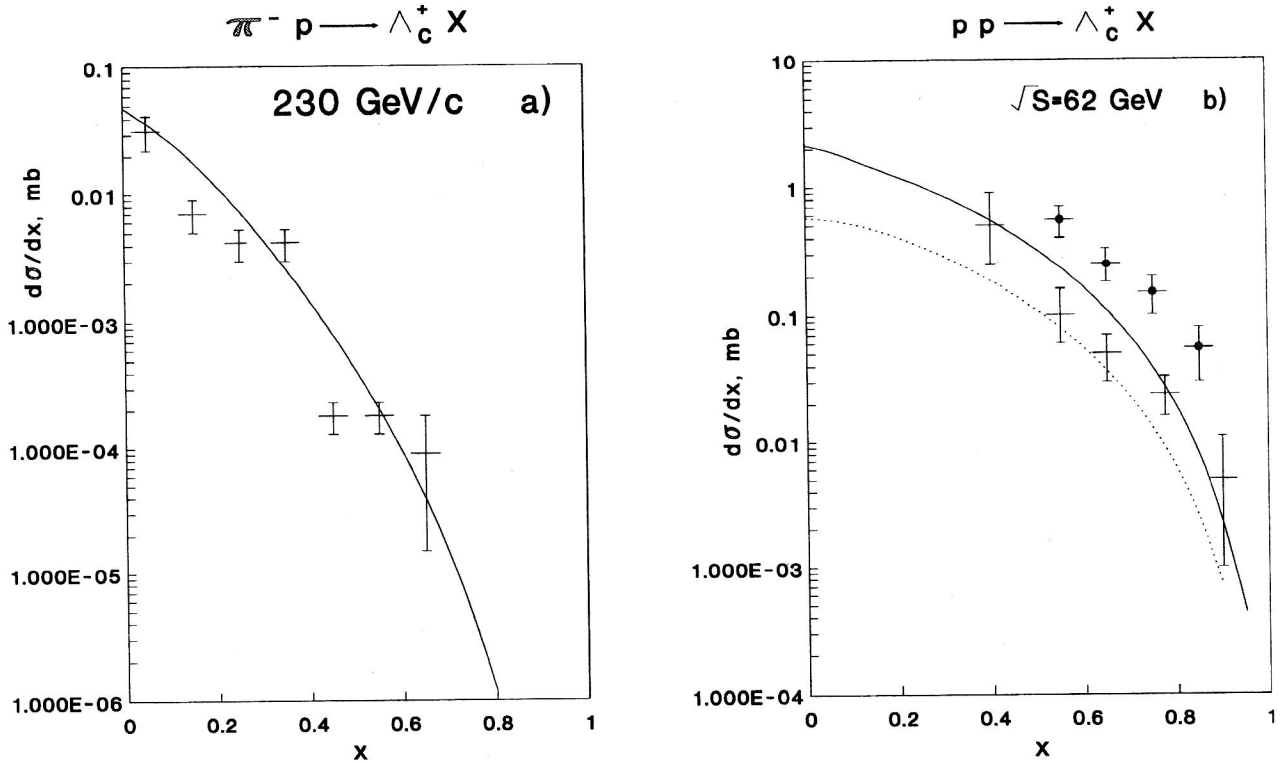 π⁻ p ⟶ Λc⁺ X
230 GeV/c a)
dσ/dx, mb
0.1
0.01
1.000E-03
1.000E-04
1.000E-05
1.000E-06
0 0.2 0.4 0.6 0.8 1
X
p p ⟶ Λc⁺ X
√S=62 GeV b)
dσ/dx, mb
10
1
0.1
0.01
1.000E-03
1.000E-04
0 0.2 0.4 0.6 0.8 1
X